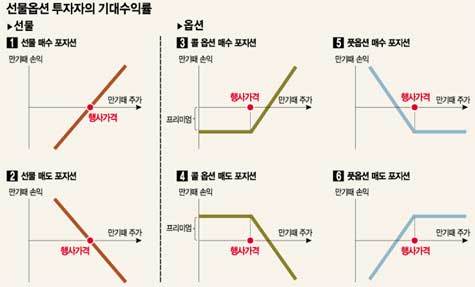 선물옵션 투자자의 기대수익률
▶선물
1 선물 매수 포지션
만기때 손익
만기때 주가
행사가격
2 선물 매도 포지션
만기때 손익
만기때 주가
행사가격
▶옵션
3 콜 옵션 매수 포지션
만기때 손익
행사가격
만기때 주가
프리미엄
4 콜 옵션 매도 포지션
만기때 손익
프리미엄
만기때 주가
행사가격
5 풋옵션 매수 포지션
만기때 손익
행사가격
만기때 주가
6 풋옵션 매도 포지션
만기때 손익
만기때 주가
행사가격